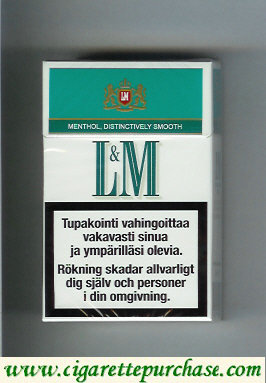 LM
MENTHOL, DISTINCTIVELY SMOOTH
L&M
Tupakointi vahingoittaa
vakavasti sinua
ja ympärilläsi olevia.
Rökning skadar allvarligt
dig själv och personer
i din omgivning.
www.cigarettepurchase.com